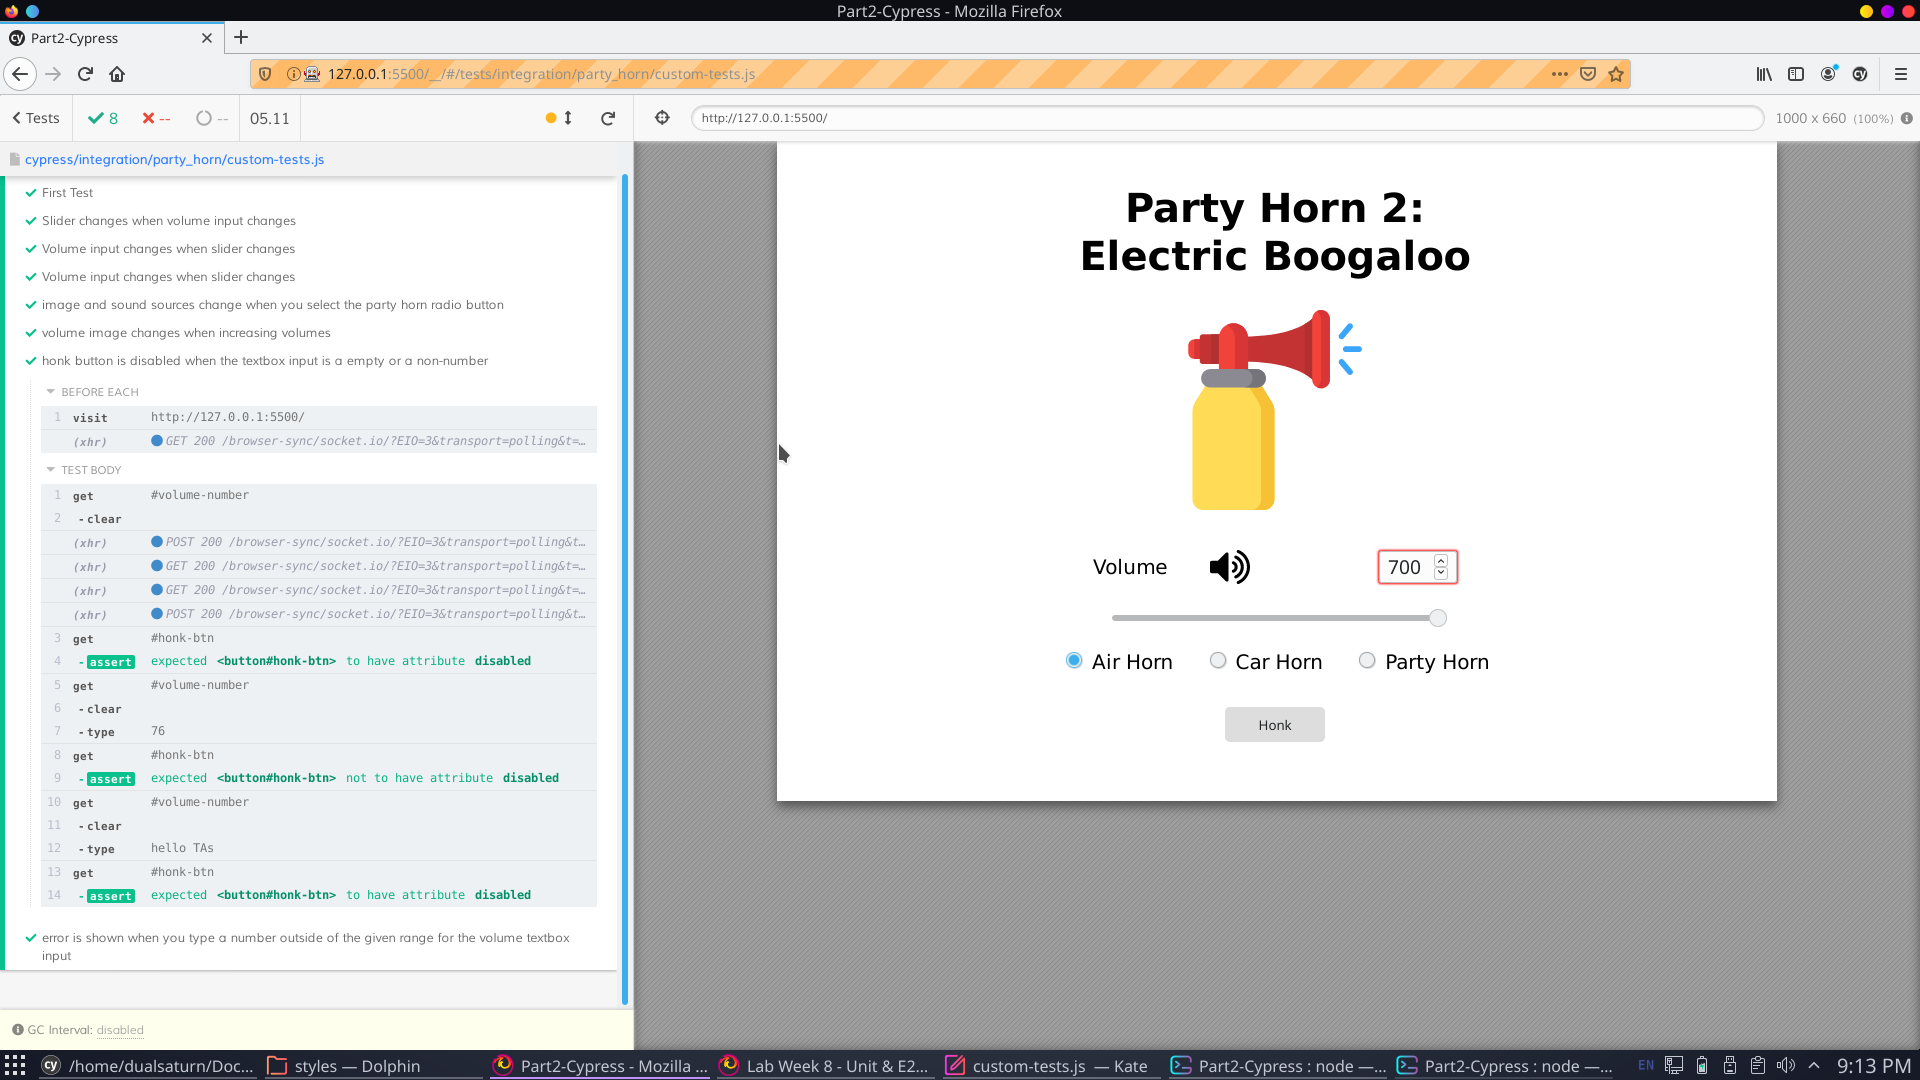 Part2-Cypress - Mozilla Firefox
Part2-Cypress
127.0.0.1:5500/__/#/tests/integration/party_horn/custom-tests.js
Tests 8 -- -- 05.11
http://127.0.0.1:5500/ 1000 x 660 (100%)
cypress/integration/party_horn/custom-tests.js
First Test
Slider changes when volume input changes
Volume input changes when slider changes
Volume input changes when slider changes
image and sound sources change when you select the party horn radio button
volume image changes when increasing volumes
honk button is disabled when the textbox input is a empty or a non-number
BEFORE EACH
1 visit http://127.0.0.1:5500/
(xhr) GET 200 /browser-sync/socket.io/?EIO=3&transport=polling&t=…
TEST BODY
1 get #volume-number
2 -clear
(xhr) POST 200 /browser-sync/socket.io/?EIO=3&transport=polling&t…
(xhr) GET 200 /browser-sync/socket.io/?EIO=3&transport=polling&t=…
(xhr) GET 200 /browser-sync/socket.io/?EIO=3&transport=polling&t=…
(xhr) POST 200 /browser-sync/socket.io/?EIO=3&transport=polling&t…
3 get #honk-btn
4 -assert expected <button#honk-btn> to have attribute disabled
5 get #volume-number
6 -clear
7 -type 76
8 get #honk-btn
9 -assert expected <button#honk-btn> not to have attribute disabled
10 get #volume-number
11 -clear
12 -type hello TAs
13 get #honk-btn
14 -assert expected <button#honk-btn> to have attribute disabled
error is shown when you type a number outside of the given range for the volume textbox
input
GC Interval: disabled
Party Horn 2:
Electric Boogaloo
Volume 700
Air Horn Car Horn Party Horn
Honk
cy /home/dualsaturn/Doc... styles — Dolphin Part2-Cypress - Mozilla ... Lab Week 8 - Unit & E2... custom-tests.js — Kate Part2-Cypress : node —... Part2-Cypress : node —... EN 9:13 PM